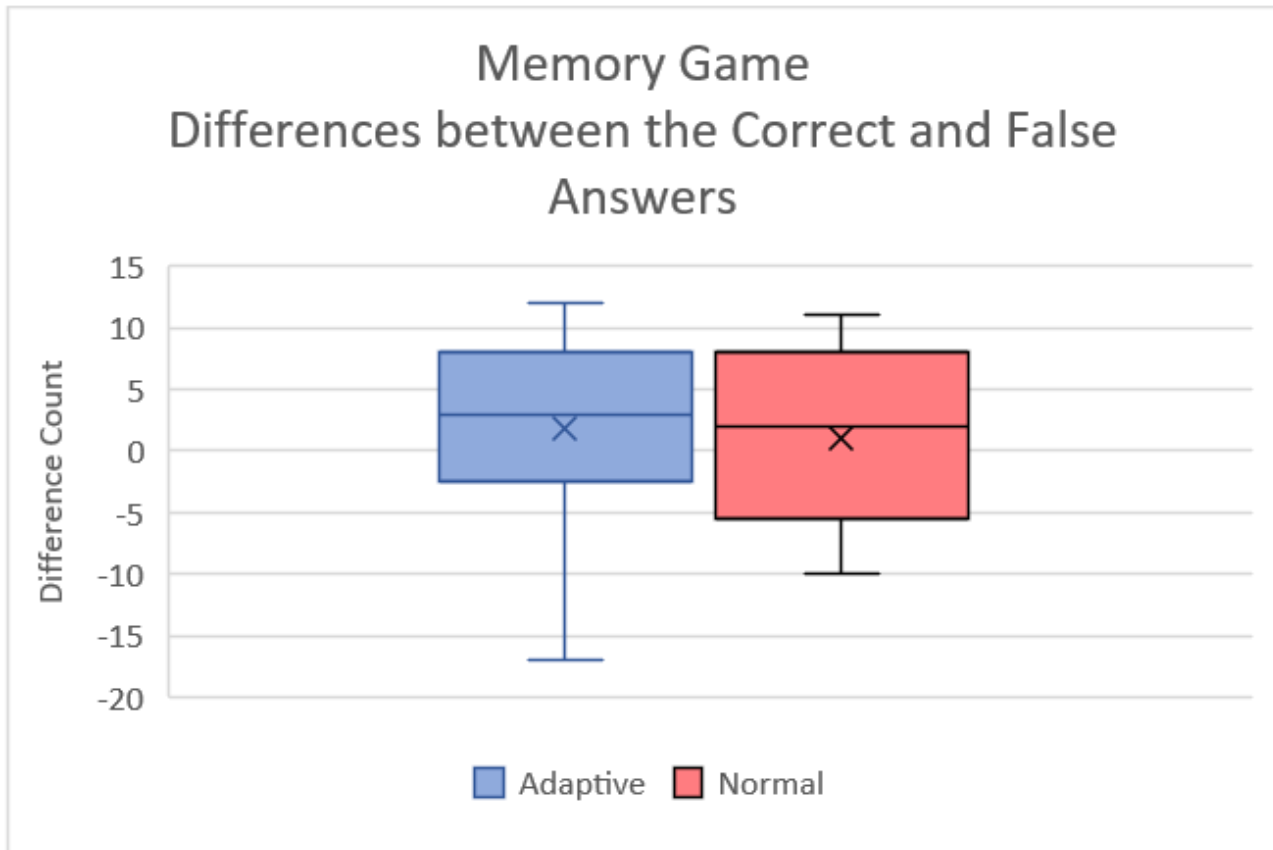 Memory Game
Differences between the Correct and False
Answers
Difference Count
15
10
5
0
-5
-10
-15
-20
Adaptive
Normal